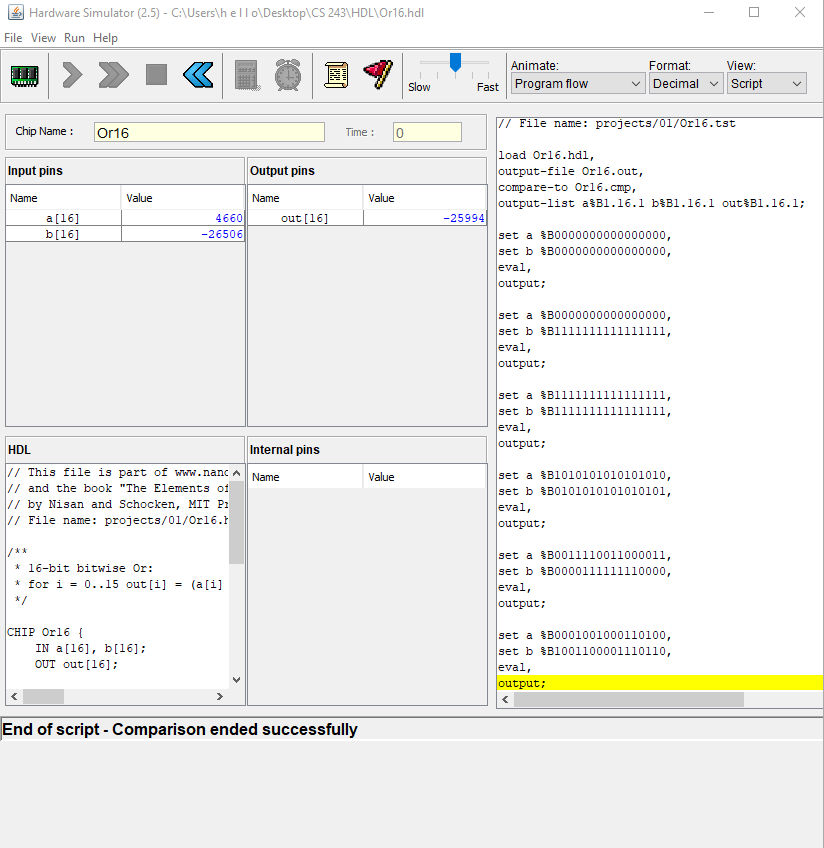 Hardware Simulator (2.5) - C:\Users\h e l l o\Desktop\CS 243\HDL\Or16.hdl
File View Run Help
Slow Fast
Animate:
Program flow
Format:
Decimal
View:
Script
Chip Name :
Or16
Time :
0
Input pins
Name Value
a[16] 4660
b[16] -26506
Output pins
Name Value
out[16] -25994
HDL
// This file is part of www.nand
// and the book "The Elements of
// by Nisan and Schocken, MIT Pr
// File name: projects/01/Or16.h
/**
* 16-bit bitwise Or:
* for i = 0..15 out[i] = (a[i]
*/
CHIP Or16 {
IN a[16], b[16];
OUT out[16];
Internal pins
Name Value
// File name: projects/01/Or16.tst
load Or16.hdl,
output-file Or16.out,
compare-to Or16.cmp,
output-list a%B1.16.1 b%B1.16.1 out%B1.16.1;
set a %B0000000000000000,
set b %B0000000000000000,
eval,
output;
set a %B0000000000000000,
set b %B1111111111111111,
eval,
output;
set a %B1111111111111111,
set b %B1111111111111111,
eval,
output;
set a %B1010101010101010,
set b %B0101010101010101,
eval,
output;
set a %B0011110011000011,
set b %B0000111111110000,
eval,
output;
set a %B0001001000110100,
set b %B1001100001110110,
eval,
output;
End of script - Comparison ended successfully